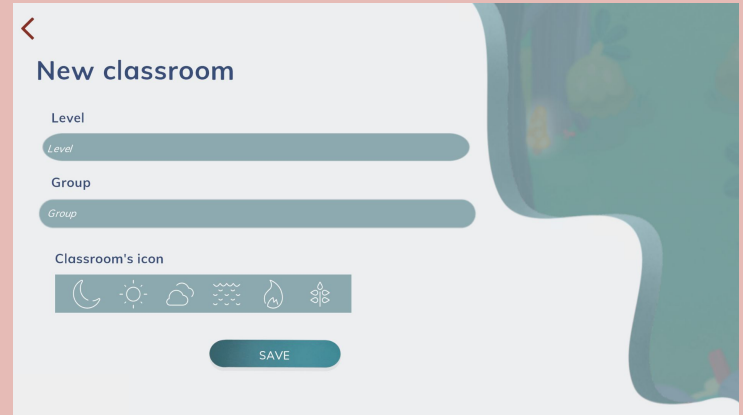 New classroom
Level
Level
Group
Group
Classroom's icon
SAVE